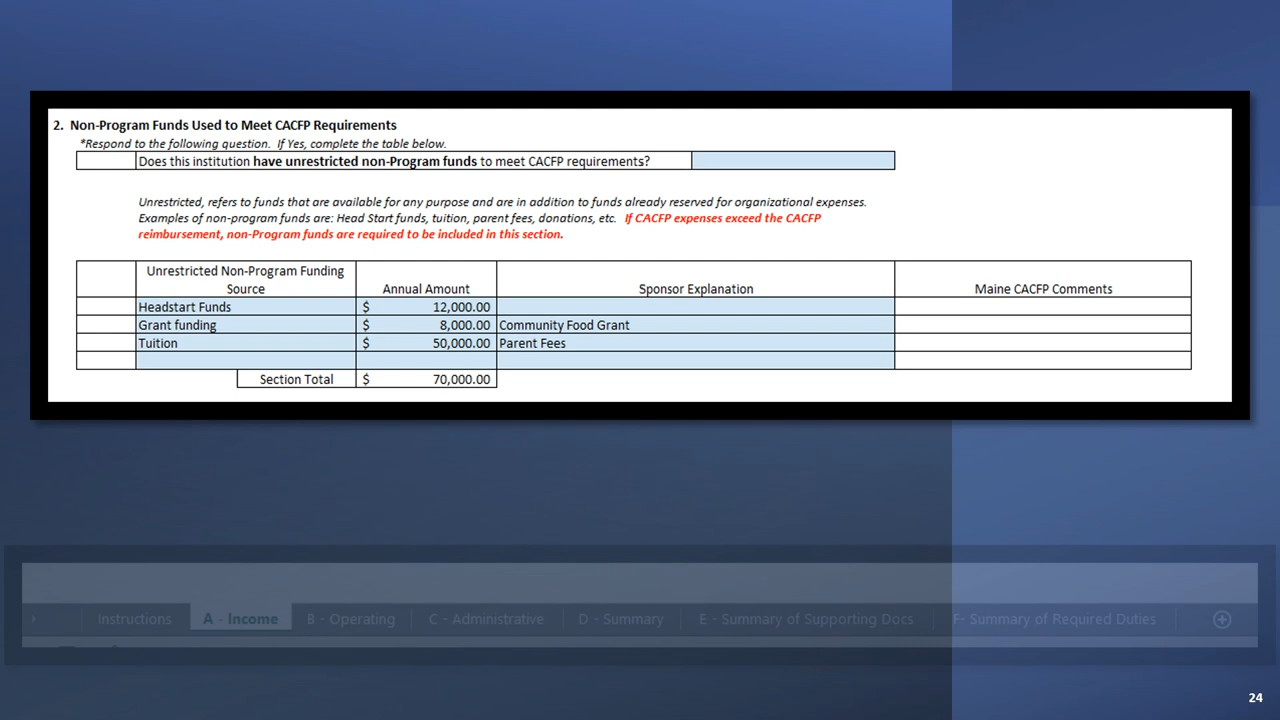 2. Non-Program Funds Used to Meet CACFP Requirements
*Respond to the following question. If Yes, complete the table below.
Does this institution have unrestricted non-Program funds to meet CACFP requirements?
Unrestricted, refers to funds that are available for any purpose and are in addition to funds already reserved for organizational expenses.
Examples of non-program funds are: Head Start funds, tuition, parent fees, donations, etc. If CACFP expenses exceed the CACFP
reimbursement, non-Program funds are required to be included in this section.
Unrestricted Non-Program Funding
Source Annual Amount Sponsor Explanation Maine CACFP Comments
Headstart Funds $ 12,000.00
Grant funding $ 8,000.00 Community Food Grant
Tuition $ 50,000.00 Parent Fees
Section Total $ 70,000.00
Instructions A - Income B - Operating C - Administrative D - Summary E - Summary of Supporting Docs F- Summary of Required Duties
24